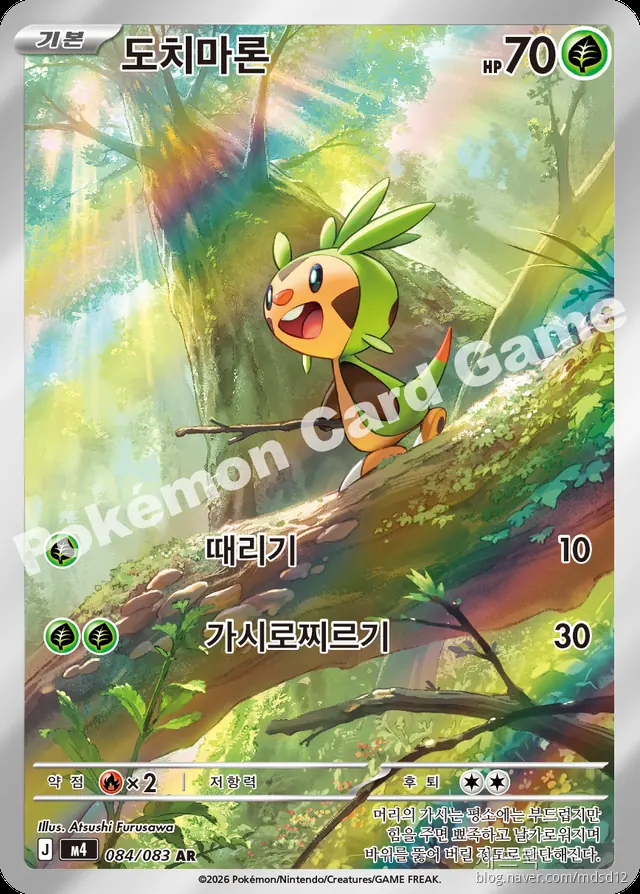 기본 도치마론 HP 70
Pokémon Card Game
때리기 10
가시로찌르기 30
약점 ×2 저항력 후퇴
Illus. Atsushi Furusawa
머리의 가시는 평소에는 부드럽지만
힘을 주면 뾰족하고 날카로워지며
바위를 뚫어 버릴 정도로 단단해진다.
J M4 084/083 AR
©2026 Pokémon/Nintendo/Creatures/GAME FREAK.
blog.naver.com/mdsd12